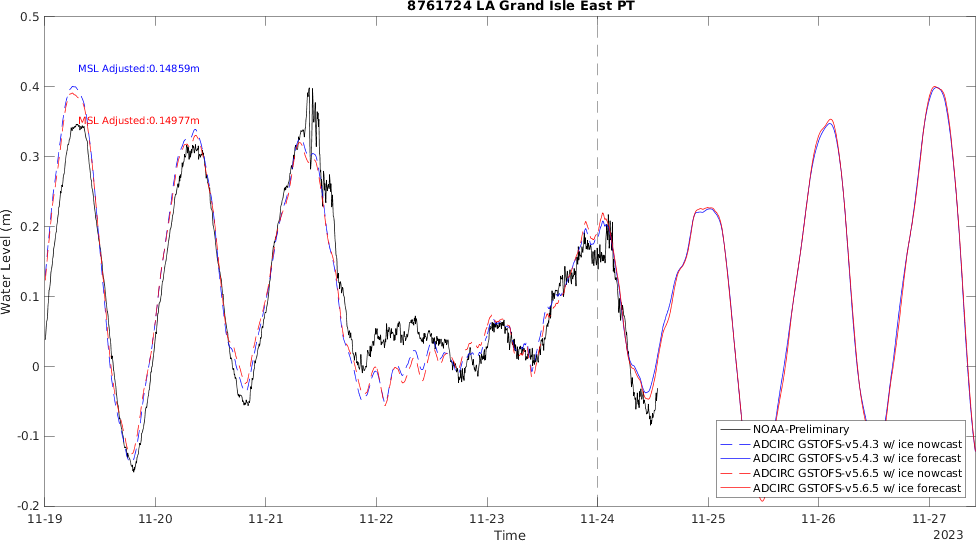 8761724 LA Grand Isle East PT
0.5
MSL Adjusted:0.14859m
0.4
MSL Adjusted:0.14977m
0.3
0.2
Water Level (m)
0.1
0
-0.1
NOAA-Preliminary
ADCIRC GSTOFS-v5.4.3 w/ ice nowcast
ADCIRC GSTOFS-v5.4.3 w/ ice forecast
ADCIRC GSTOFS-v5.6.5 w/ ice nowcast
ADCIRC GSTOFS-v5.6.5 w/ ice forecast
-0.2
11-19 11-20 11-21 11-22 11-23 11-24 11-25 11-26 11-27
Time
2023